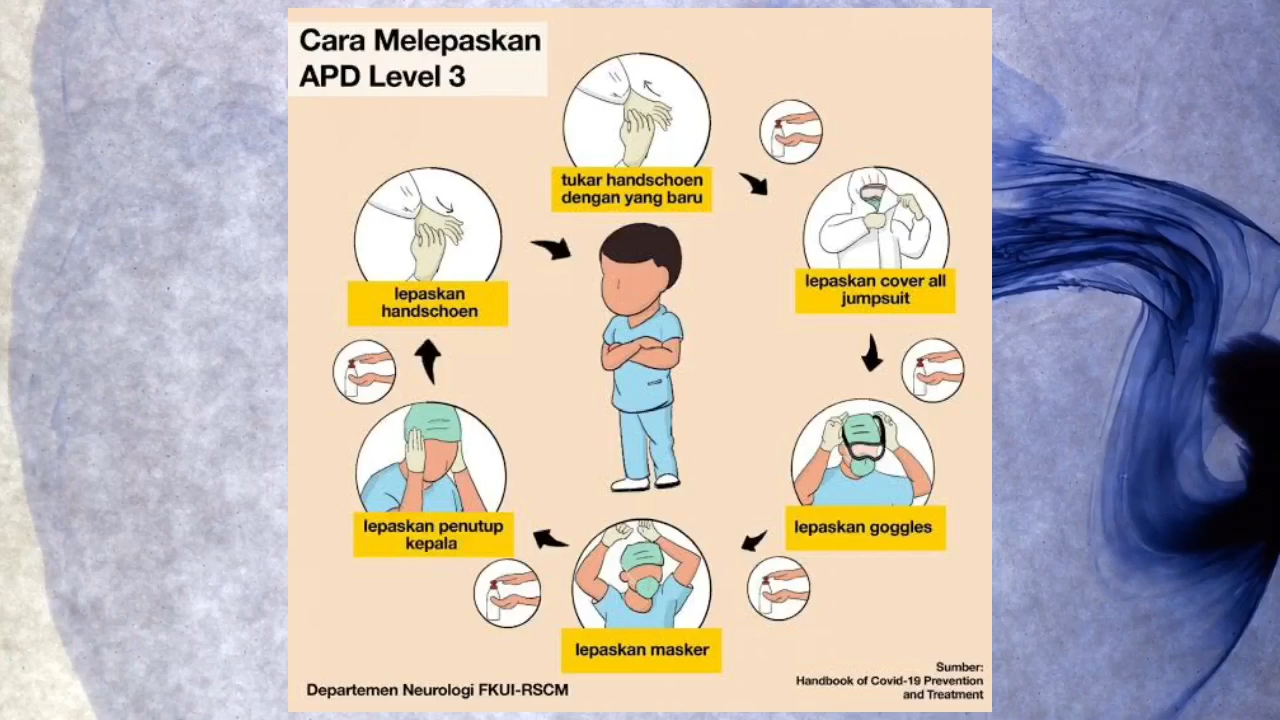 Cara Melepaskan
APD Level 3
tukar handschoen
dengan yang baru
lepaskan cover all
jumpsuit
lepaskan goggles
lepaskan masker
lepaskan penutup
kepala
lepaskan
handschoen
Departemen Neurologi FKUI-RSCM
Sumber:
Handbook of Covid-19 Prevention
and Treatment